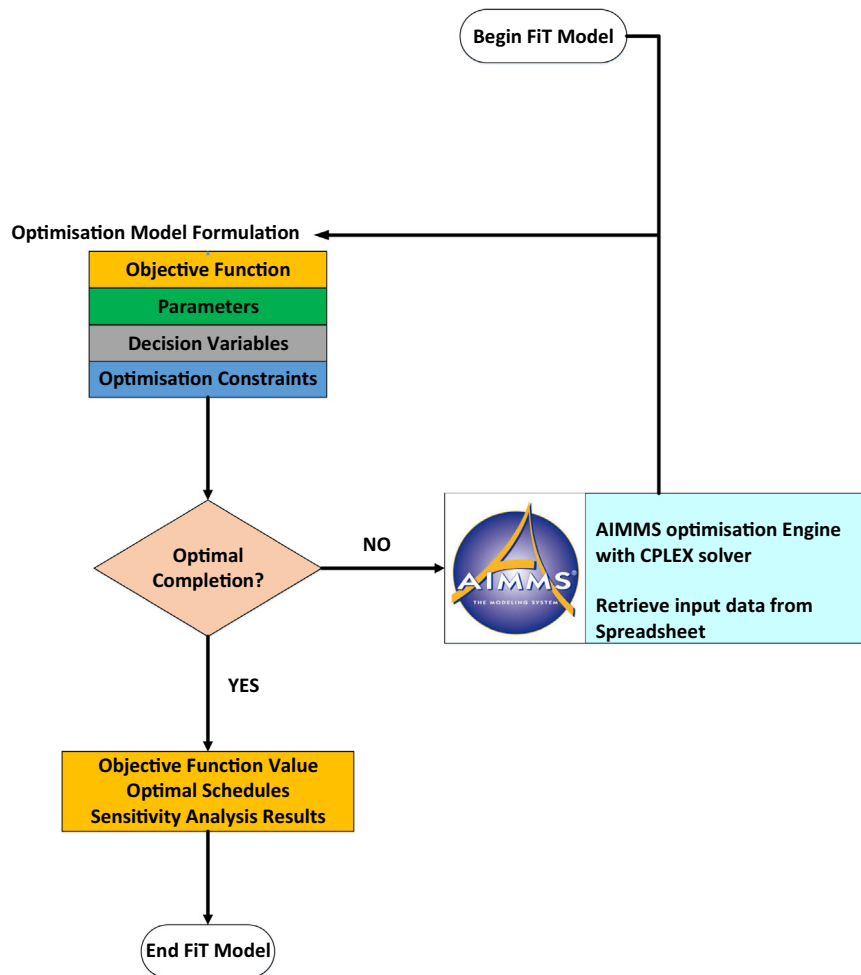 Begin FiT Model
Optimisation Model Formulation
Objective Function
Parameters
Decision Variables
Optimisation Constraints
Optimal
Completion?
NO
AIMMS®
THE MODELING SYSTEM
AIMMS optimisation Engine
with CPLEX solver
Retrieve input data from
Spreadsheet
YES
Objective Function Value
Optimal Schedules
Sensitivity Analysis Results
End FiT Model